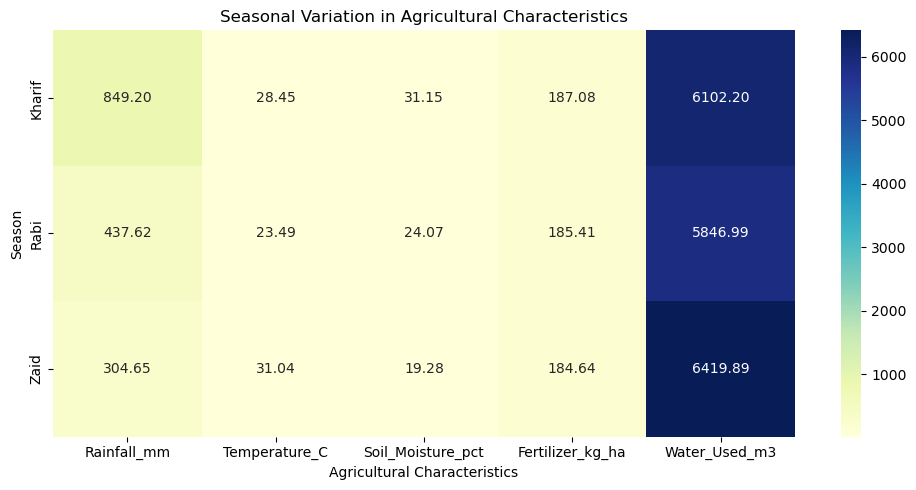 Seasonal Variation in Agricultural Characteristics
Kharif 849.20 28.45 31.15 187.08 6102.20
Rabi 437.62 23.49 24.07 185.41 5846.99
Zaid 304.65 31.04 19.28 184.64 6419.89
Season
Rainfall_mm Temperature_C Soil_Moisture_pct Fertilizer_kg_ha Water_Used_m3
Agricultural Characteristics
6000
5000
4000
3000
2000
1000